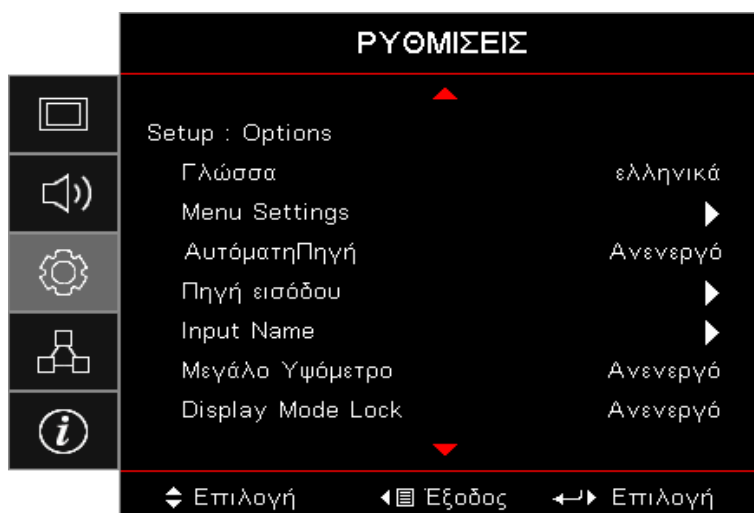 ΡΥΘΜΙΣΕΙΣ
Setup : Options
Γλώσσα ελληνικά
Menu Settings
ΑυτόματηΠηγή Ανενεργό
Πηγή εισόδου
Input Name
Μεγάλο Υψόμετρο Ανενεργό
Display Mode Lock Ανενεργό
Επιλογή Έξοδος Επιλογή